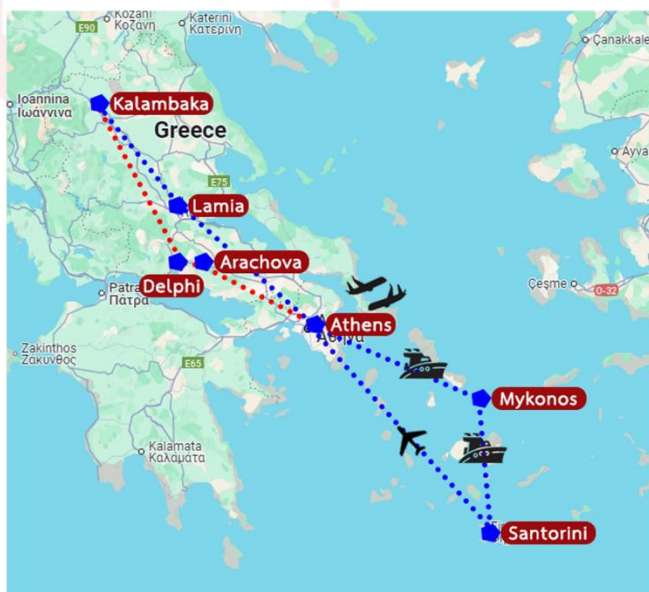 Kozani
Κοζάνη
Katerini
Κατερίνη
E90
Çanakkale
Ioannina
Ιωάννινα
Kalambaka
Greece
Ayva
E75
Lamia
Arachova
Delphi
Patra
Πάτρα
Çeşme
O-32
Athens
Αθήνα
Zakinthos
Ζάκυνθος
E65
Mykonos
Kalamata
Καλαμάτα
Santorini